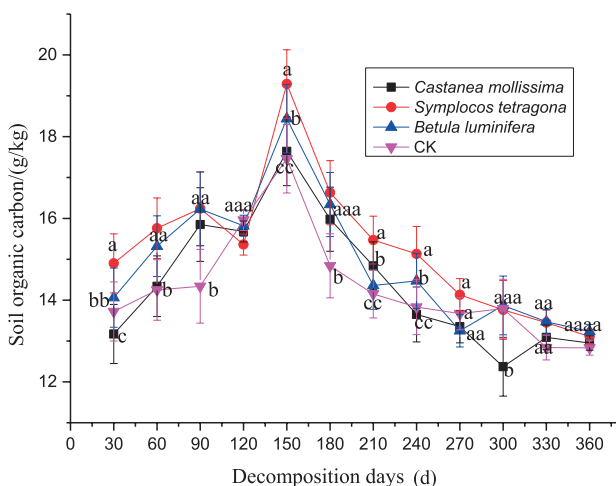 Soil organic carbon/(g/kg)
20
18
16
14
12
Castanea mollissima
Symplocos tetragona
Betula luminifera
CK
a
bb
c
aa
b
aa
b
aaa
a
b
cc
aaa
b
a
b
cc
a
b
cc
a
aa
aaa
b
aa
aa
aaaa
0 30 60 90 120 150 180 210 240 270 300 330 360
Decomposition days (d)